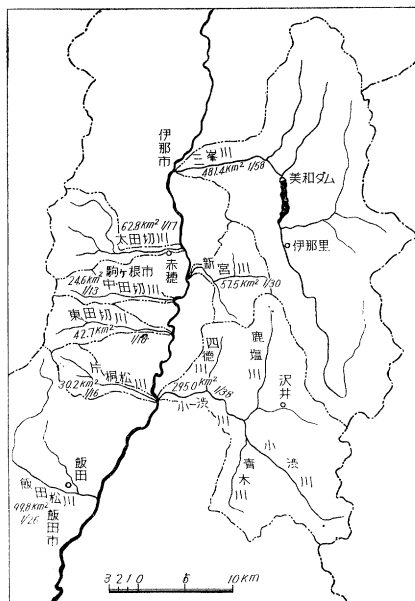 伊那市
三峯川
481.4km² 1/58
美和ダム
伊那里
62.8km² 1/17
太田切川
赤穂
駒ヶ根市
24.6km²
1/13
中田切川
新宮川
57.5km² 1/30
東田切川
42.7km²
四徳川
鹿塩川
片桐松川
30.2km²
1/16
295.0km²
1/38
小渋川
沢井
小渋川
青木川
飯田
飯田松川
49.8km²
1/26
飯田市
3 2 1 0 5 10Km